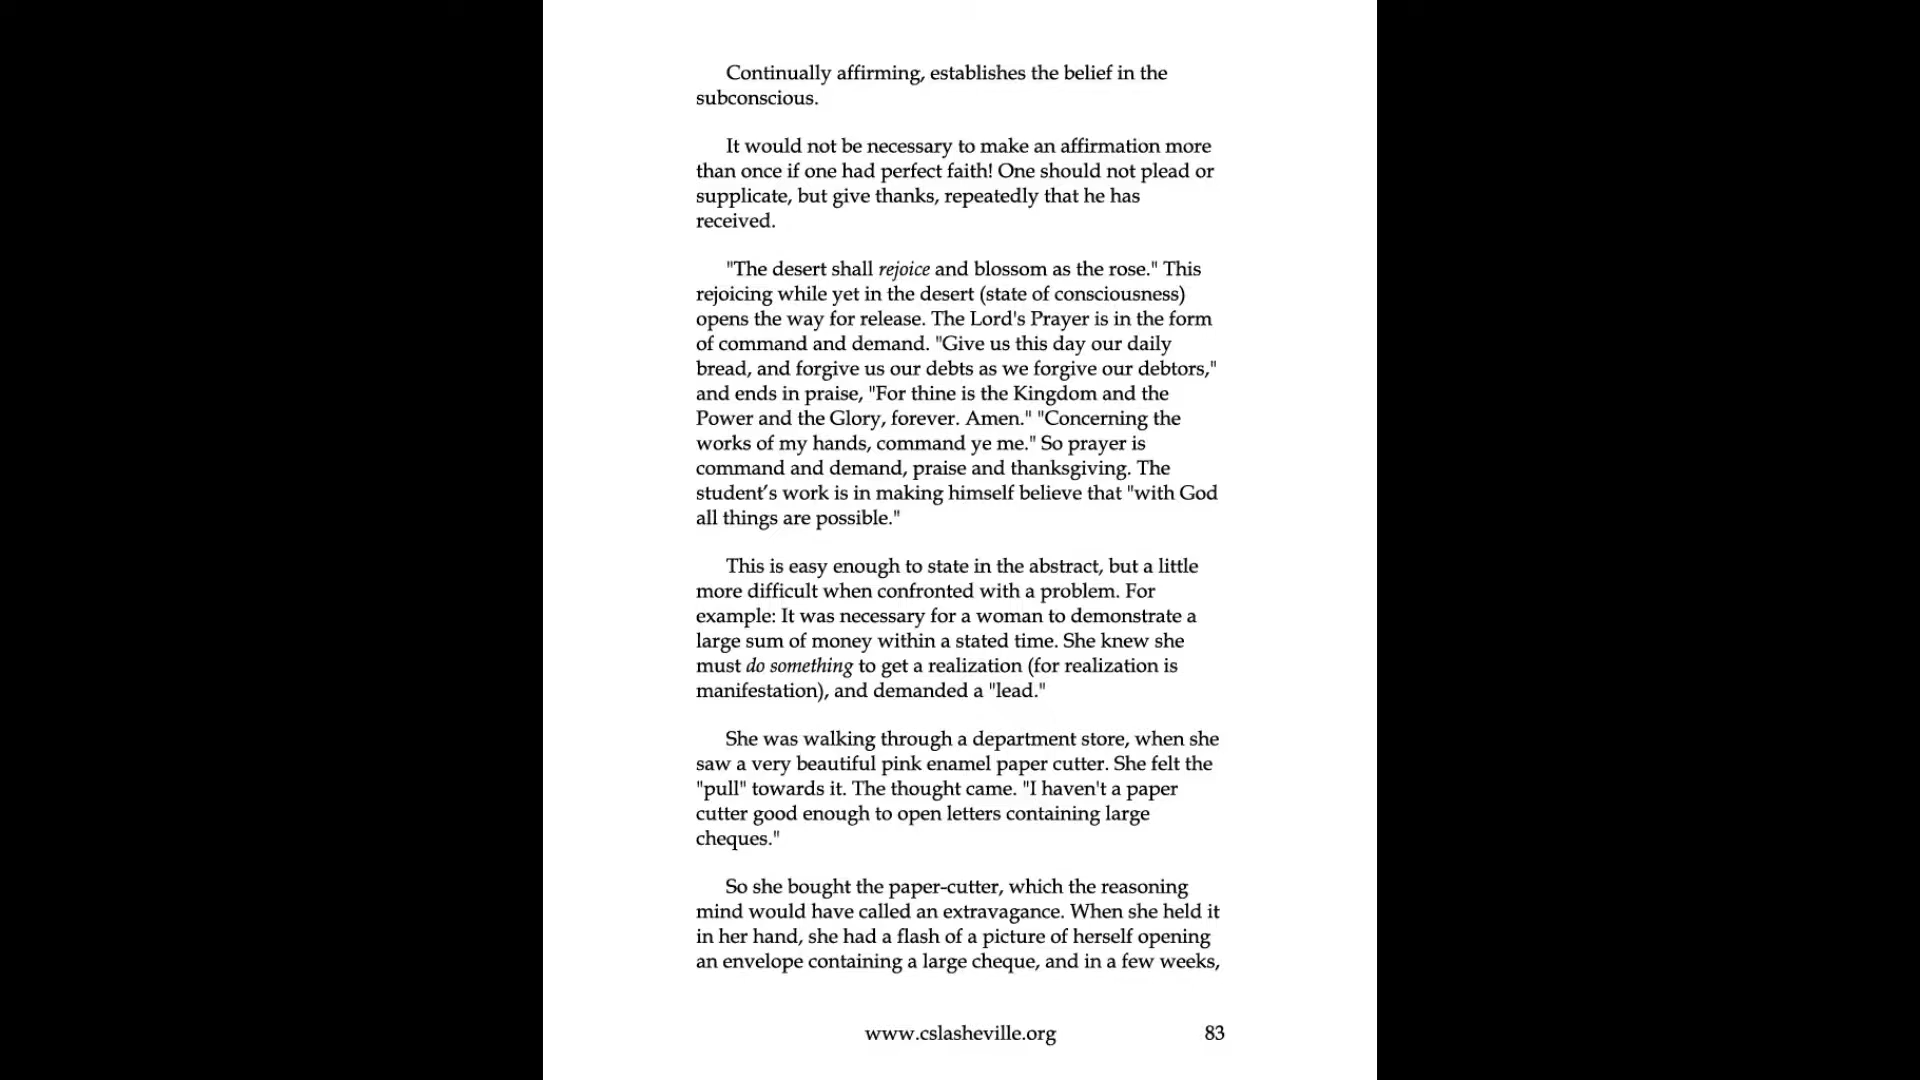 Continually affirming, establishes the belief in the
subconscious.
It would not be necessary to make an affirmation more
than once if one had perfect faith! One should not plead or
supplicate, but give thanks, repeatedly that he has
received.
"The desert shall rejoice and blossom as the rose." This
rejoicing while yet in the desert (state of consciousness)
opens the way for release. The Lord's Prayer is in the form
of command and demand. "Give us this day our daily
bread, and forgive us our debts as we forgive our debtors,"
and ends in praise, "For thine is the Kingdom and the
Power and the Glory, forever. Amen." "Concerning the
works of my hands, command ye me." So prayer is
command and demand, praise and thanksgiving. The
student’s work is in making himself believe that "with God
all things are possible."
This is easy enough to state in the abstract, but a little
more difficult when confronted with a problem. For
example: It was necessary for a woman to demonstrate a
large sum of money within a stated time. She knew she
must do something to get a realization (for realization is
manifestation), and demanded a "lead."
She was walking through a department store, when she
saw a very beautiful pink enamel paper cutter. She felt the
"pull" towards it. The thought came. "I haven't a paper
cutter good enough to open letters containing large
cheques."
So she bought the paper-cutter, which the reasoning
mind would have called an extravagance. When she held it
in her hand, she had a flash of a picture of herself opening
an envelope containing a large cheque, and in a few weeks,
www.cslasheville.org 83